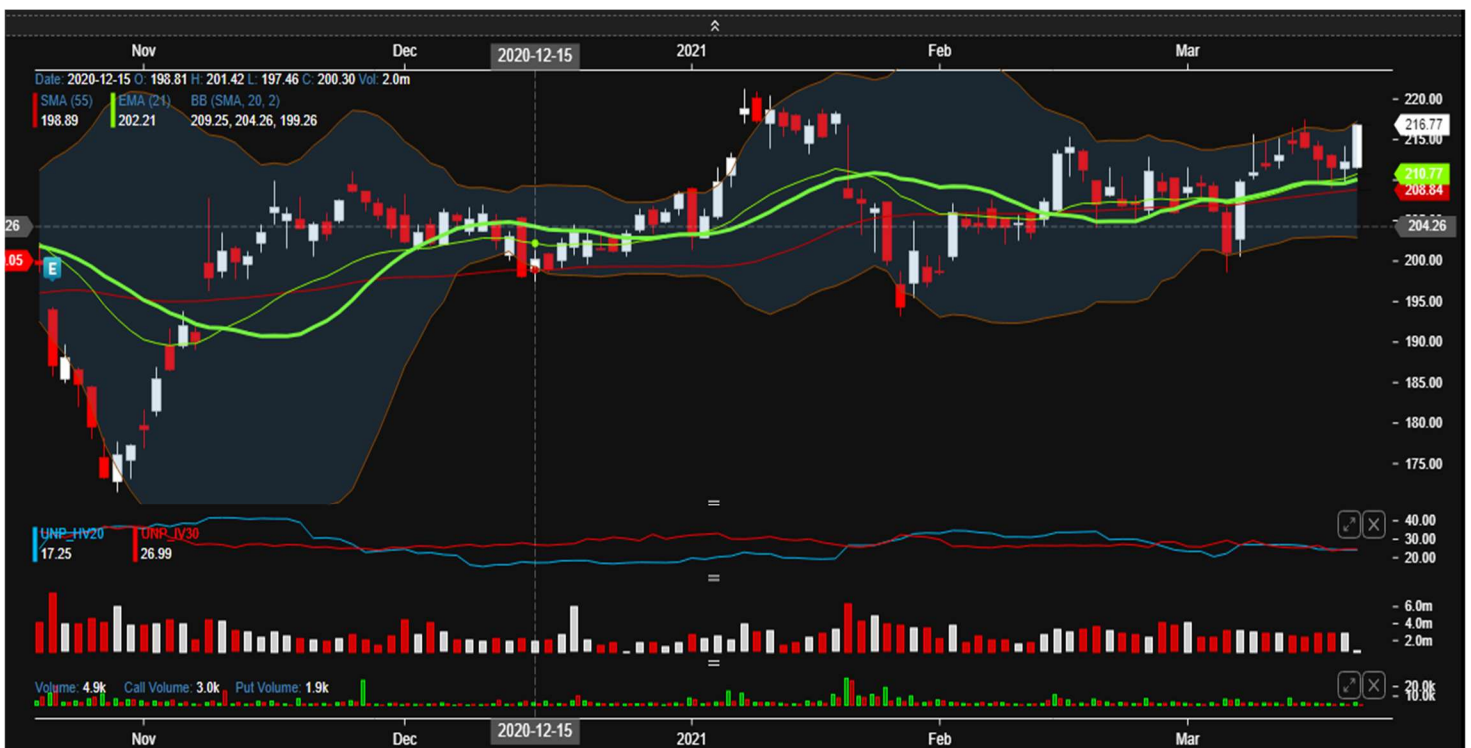 Nov Dec 2020-12-15 2021 Feb Mar
Date: 2020-12-15 O: 198.81 H: 201.42 L: 197.46 C: 200.30 Vol: 2.0m
SMA (55) EMA (21) BB (SMA, 20, 2)
198.89 202.21 209.25, 204.26, 199.26
220.00
216.77
215.00
210.77
208.84
26
204.26
.05
E
200.00
195.00
190.00
185.00
180.00
175.00
UNP_HV20 UNP_IV30
17.25 26.99
40.00
30.00
20.00
6.0m
4.0m
2.0m
Volume: 4.9k Call Volume: 3.0k Put Volume: 1.9k
20.0k
10.0k
Nov Dec 2020-12-15 2021 Feb Mar